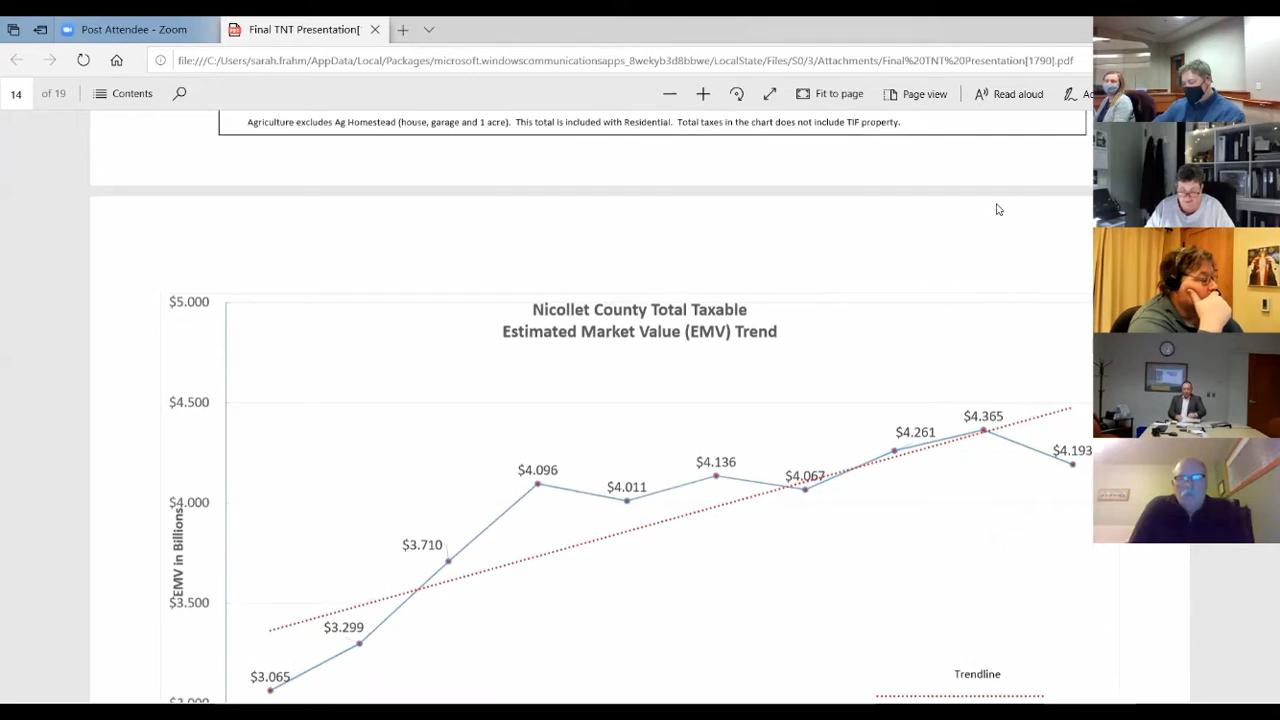 Post Attendee - Zoom
Final TNT Presentation[
file:///C:/Users/sarah.frahm/AppData/Local/Packages/microsoft.windowscommunicationsapps_8wekyb3d8bbwe/LocalState/Files/S0/3/Attachments/Final%20TNT%20Presentation[1790].pdf
14 of 19 Contents Fit to page Page view Read aloud
Agriculture excludes Ag Homestead (house, garage and 1 acre). This total is included with Residential. Total taxes in the chart does not include TIF property.
Nicollet County Total Taxable
Estimated Market Value (EMV) Trend
$5.000
$4.500
$4.000
$3.500
$3.000
EMV in Billions
$3.065
$3.299
$3.710
$4.096
$4.011
$4.136
$4.067
$4.261
$4.365
$4.193
Trendline